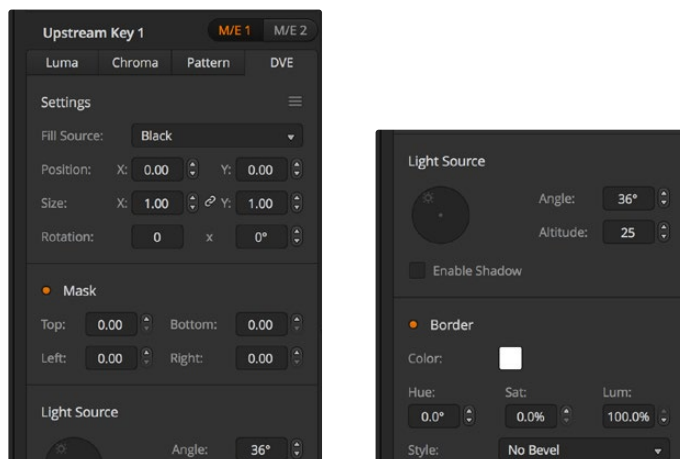 Upstream Key 1 M/E 1 M/E 2
Luma Chroma Pattern DVE
Settings
Fill Source: Black
Position: X: 0.00 Y: 0.00
Size: X: 1.00 Y: 1.00
Rotation: 0 x 0°
Mask
Top: 0.00 Bottom: 0.00
Left: 0.00 Right: 0.00
Light Source
Angle: 36°
Light Source
Angle: 36°
Altitude: 25
Enable Shadow
Border
Color:
Hue: Sat: Lum:
0.0° 0.0% 100.0%
Style: No Bevel